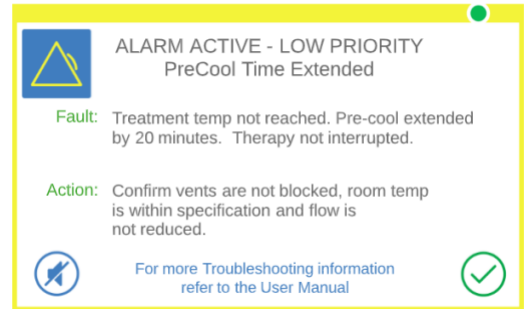 ALARM ACTIVE - LOW PRIORITY
PreCool Time Extended
Fault: Treatment temp not reached. Pre-cool extended
by 20 minutes.  Therapy not interrupted.
Action: Confirm vents are not blocked, room temp
is within specification and flow is
not reduced.
For more Troubleshooting information
refer to the User Manual